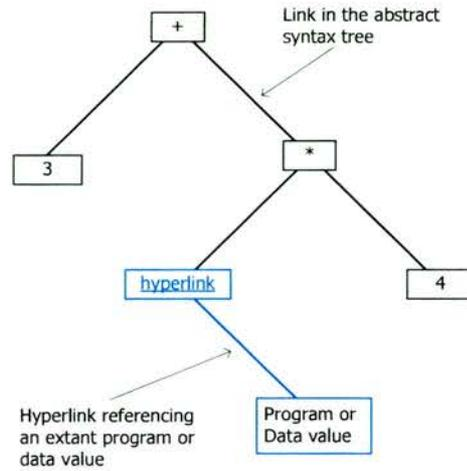 +
Link in the abstract
syntax tree
3
*
hyperlink
4
Hyperlink referencing
an extant program or
data value
Program or
Data value